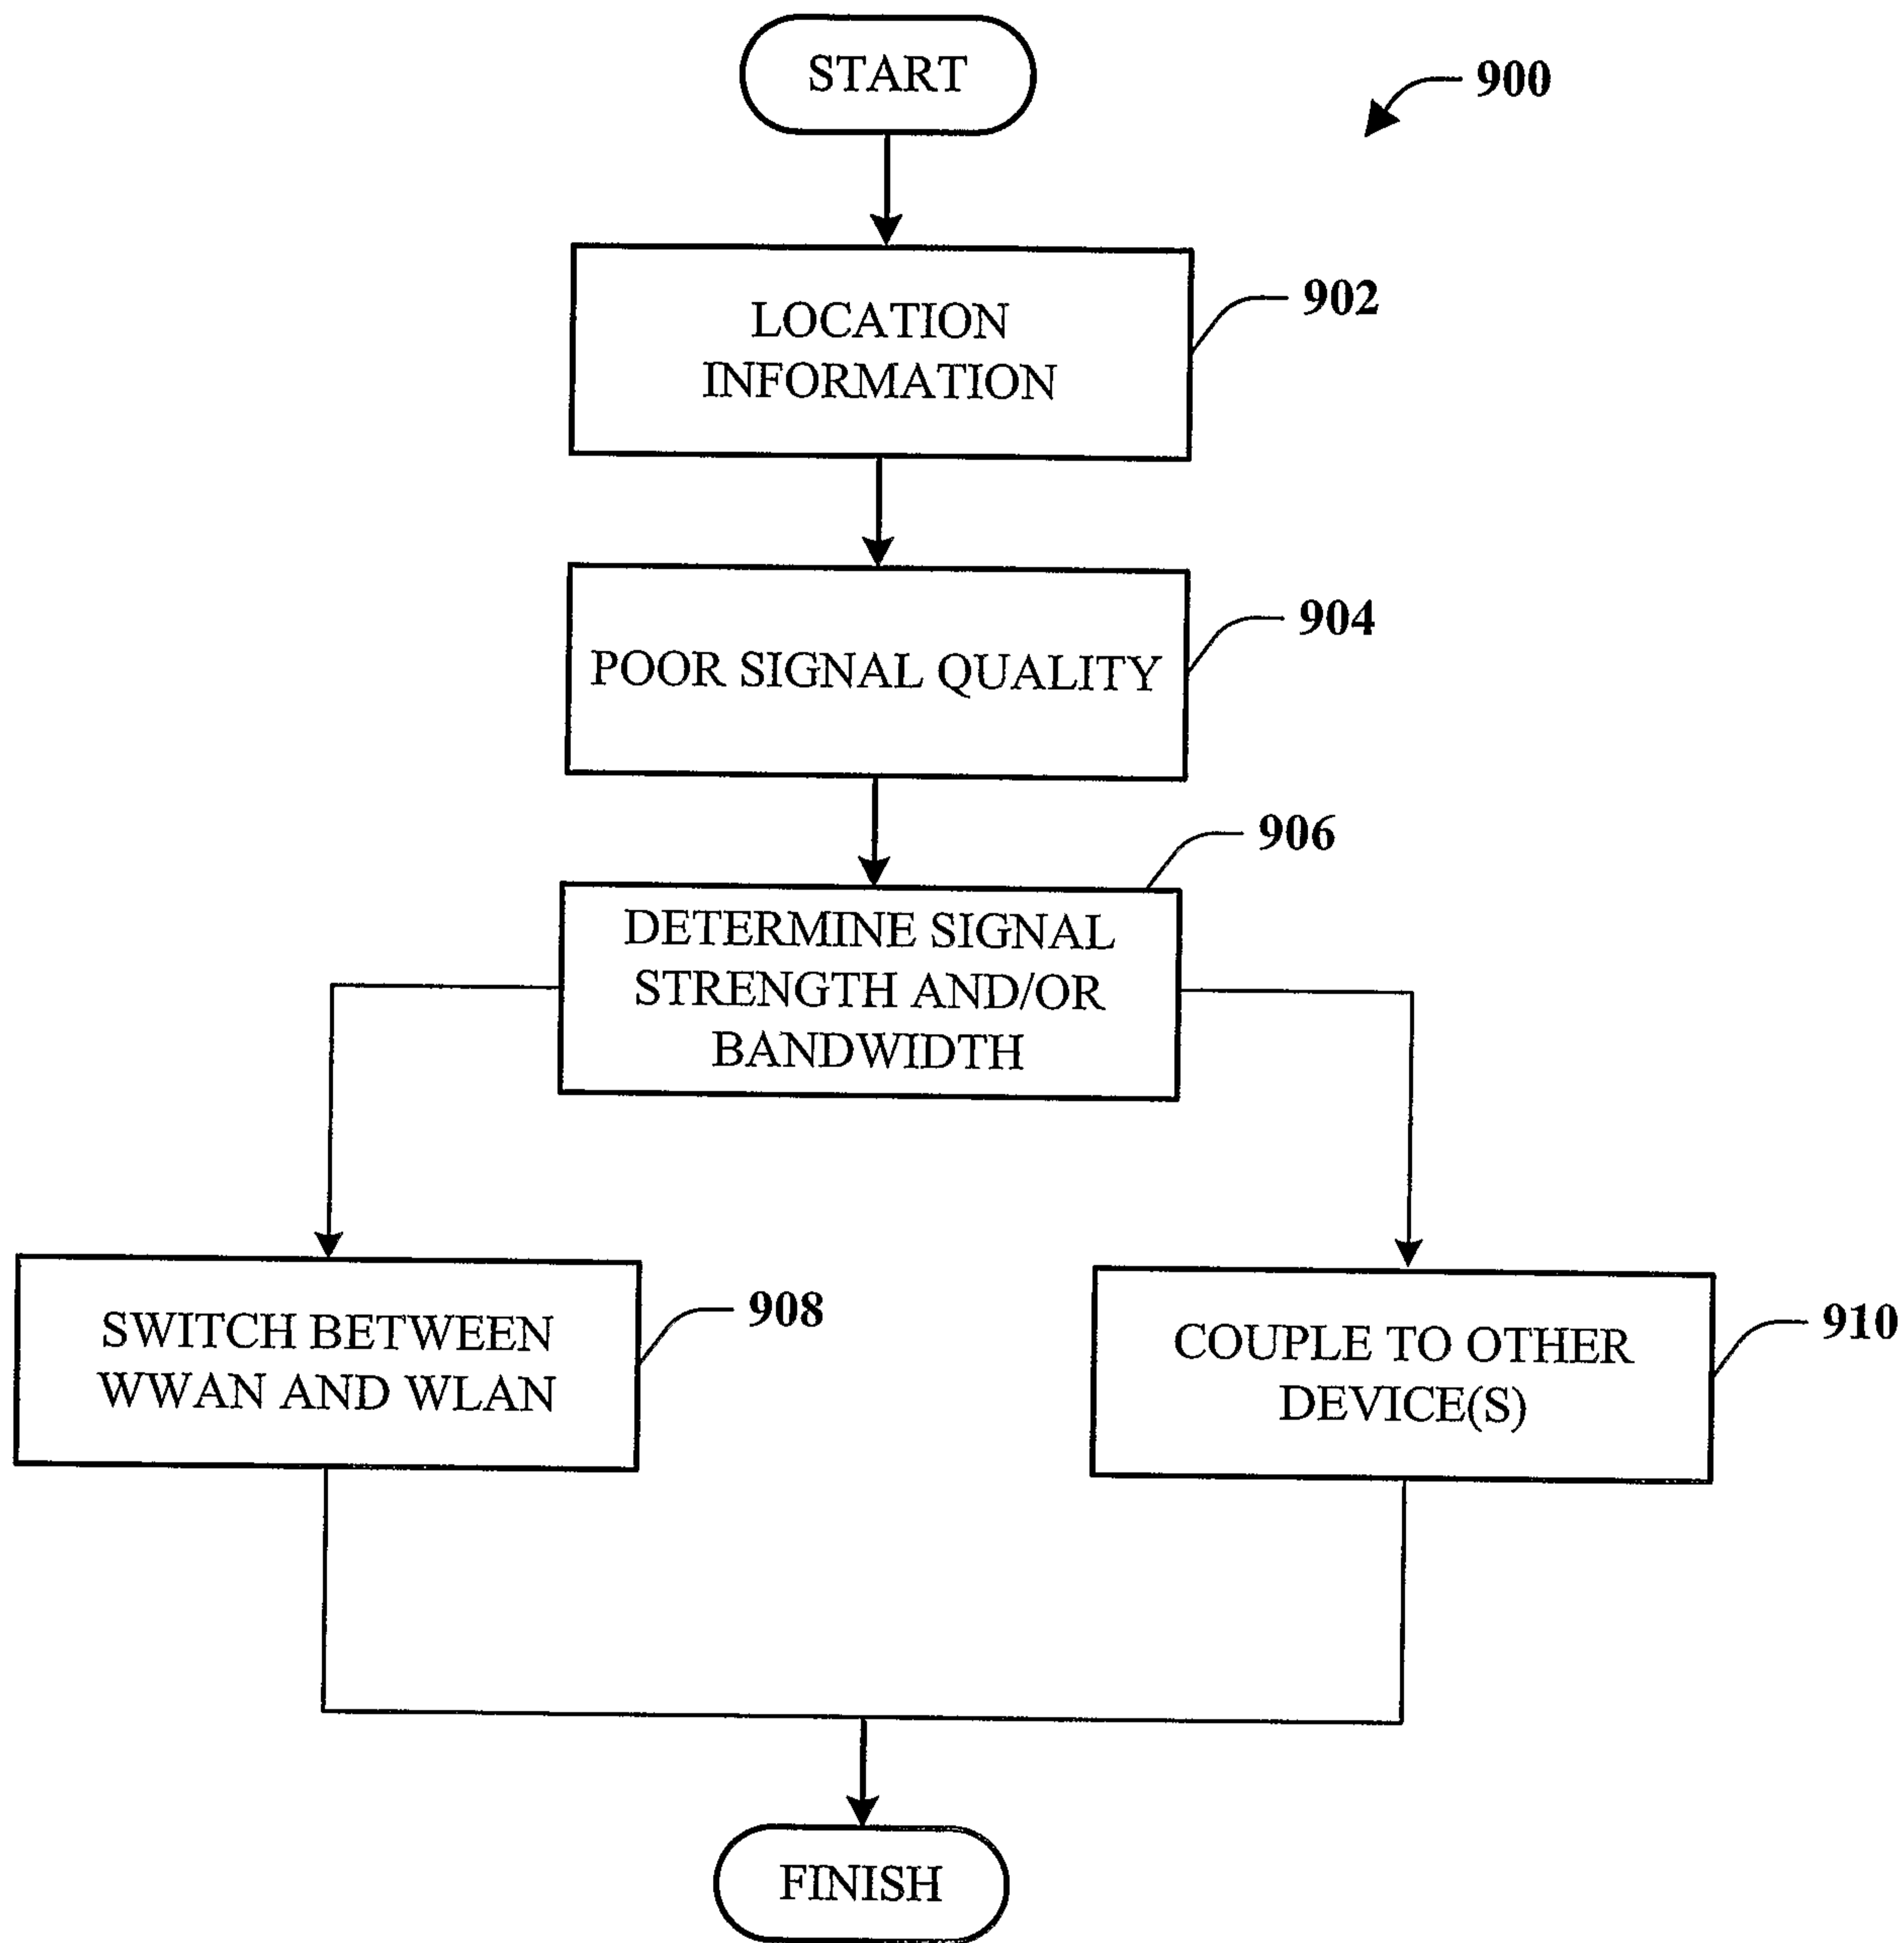 START
900
LOCATION
INFORMATION
902
POOR SIGNAL QUALITY
904
906
DETERMINE SIGNAL
STRENGTH AND/OR
BANDWIDTH
SWITCH BETWEEN
WWAN AND WLAN
908
COUPLE TO OTHER
DEVICE(S)
910
FINISH